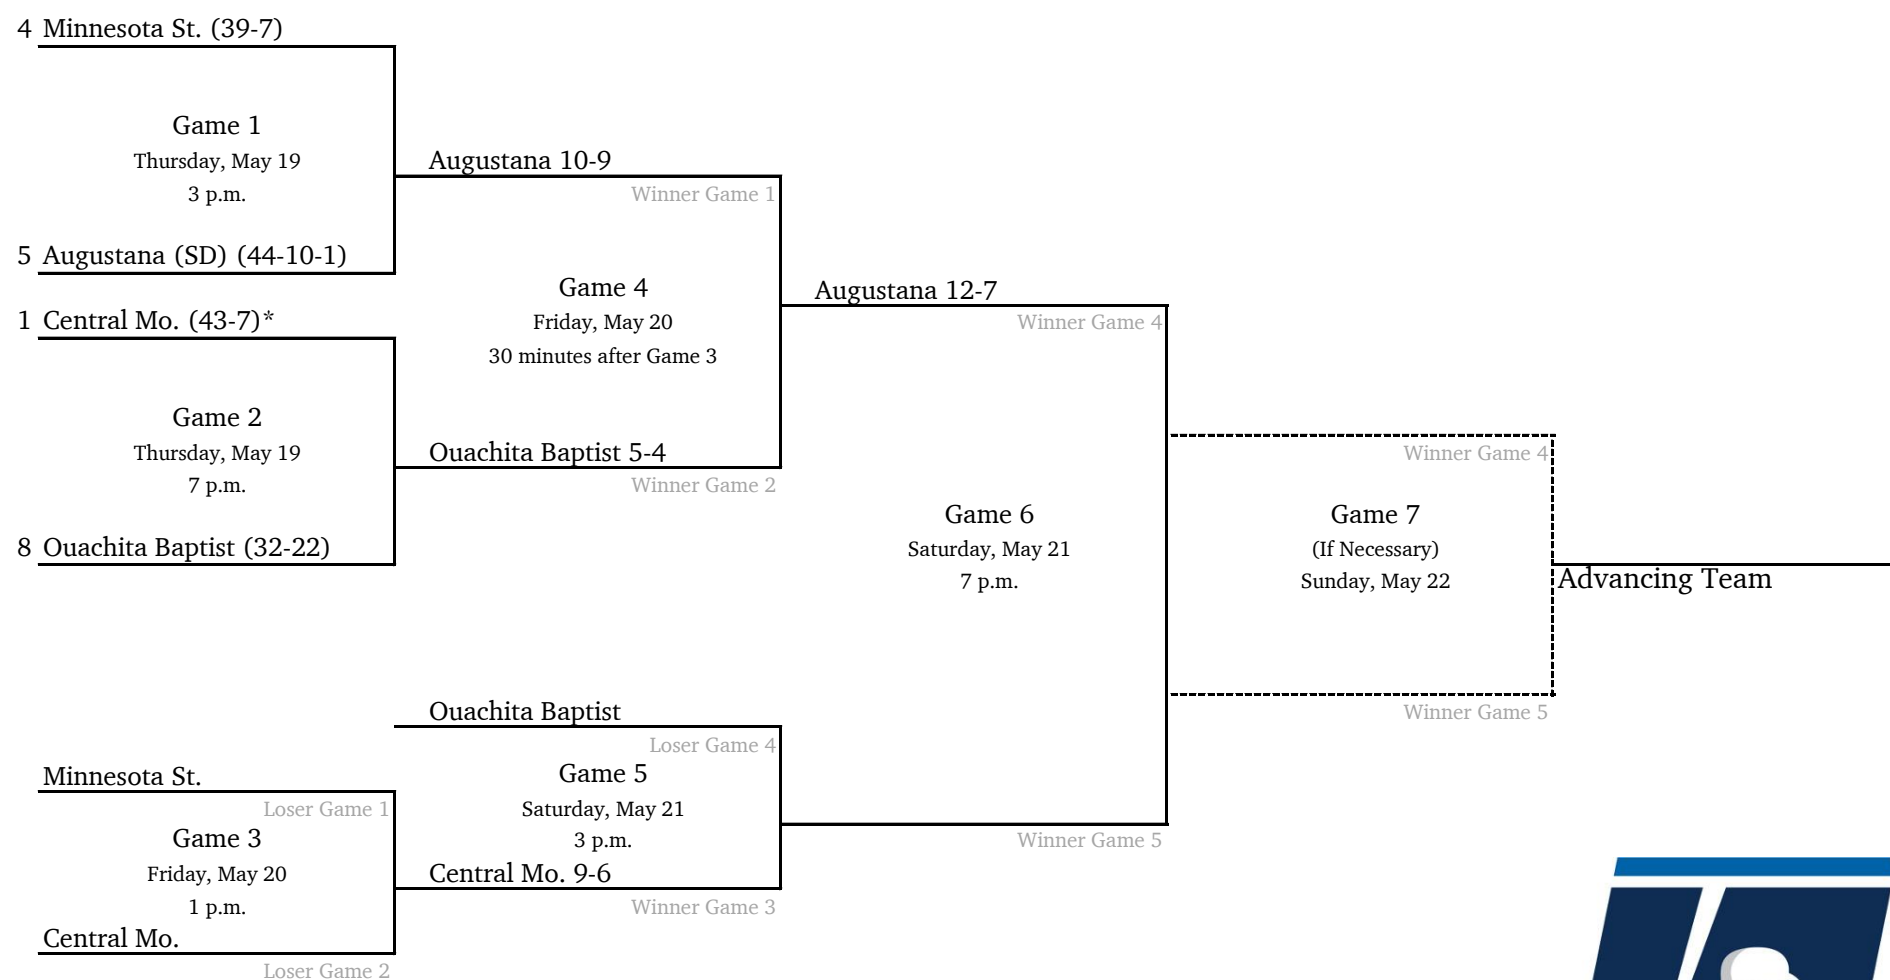 4 Minnesota St. (39-7)
Game 1
Thursday, May 19
3 p.m.
Augustana 10-9
Winner Game 1
5 Augustana (SD) (44-10-1)
1 Central Mo. (43-7)*
Game 4
Friday, May 20
30 minutes after Game 3
Augustana 12-7
Winner Game 4
Game 2
Thursday, May 19
7 p.m.
Ouachita Baptist 5-4
Winner Game 2
8 Ouachita Baptist (32-22)
Game 6
Saturday, May 21
7 p.m.
Winner Game 4
Game 7
(If Necessary)
Sunday, May 22
Advancing Team
Winner Game 5
Ouachita Baptist
Loser Game 4
Minnesota St.
Loser Game 1
Game 5
Saturday, May 21
3 p.m.
Winner Game 5
Game 3
Friday, May 20
1 p.m.
Central Mo. 9-6
Winner Game 3
Central Mo.
Loser Game 2